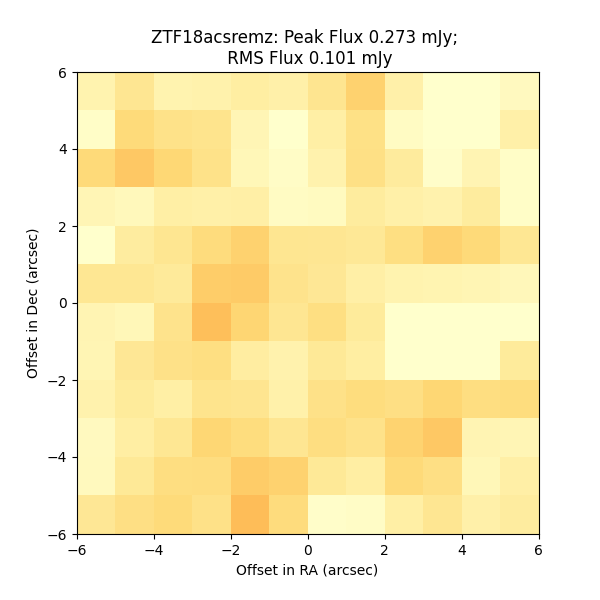 ZTF18acsremz: Peak Flux 0.273 mJy;
RMS Flux 0.101 mJy
6
4
2
0
−2
−4
−6
Offset in Dec (arcsec)
−6 −4 −2 0 2 4 6
Offset in RA (arcsec)